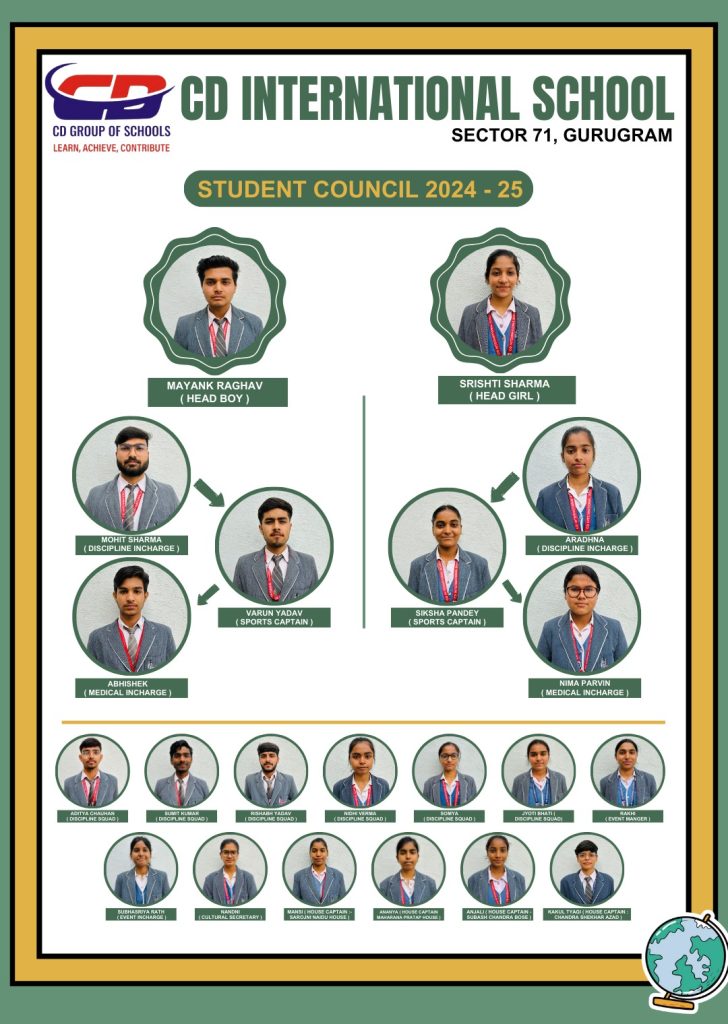 CD
CD GROUP OF SCHOOLS
LEARN, ACHIEVE, CONTRIBUTE
CD INTERNATIONAL SCHOOL
SECTOR 71, GURUGRAM
STUDENT COUNCIL 2024 - 25
MAYANK RAGHAV
( HEAD BOY )
SRISHTI SHARMA
( HEAD GIRL )
MOHIT SHARMA
( DISCIPLINE INCHARGE )
VARUN YADAV
( SPORTS CAPTAIN )
ABHISHEK
( MEDICAL INCHARGE )
ARADHNA
( DISCIPLINE INCHARGE )
SIKSHA PANDEY
( SPORTS CAPTAIN )
NIMA PARVIN
( MEDICAL INCHARGE )
ADITYA CHAUHAN
( DISCIPLINE SQUAD )
SUMIT KUMAR
( DISCIPLINE SQUAD )
RISHABH YADAV
( DISCIPLINE SQUAD )
NIDHI VERMA
( DISCIPLINE SQUAD )
SOMYA
( DISCIPLINE SQUAD )
JYOTI BHATI (
DISCIPLINE SQUAD)
RAKHI
( EVENT MANGER )
SUBHASRIYA RATH
( EVENT INCHARGE )
NANDNI
( CULTURAL SECRETARY )
MANSI ( HOUSE CAPTAIN :-
SAROJNI NAIDU HOUSE )
ANANYA ( HOUSE CAPTAIN
MAHARANA PRATAP HOUSE )
ANJALI ( HOUSE CAPTAIN -
SUBASH CHANDRA BOSE )
KAKUL TYAGI ( HOUSE CAPTAIN :
CHANDRA SHEKHAR AZAD )